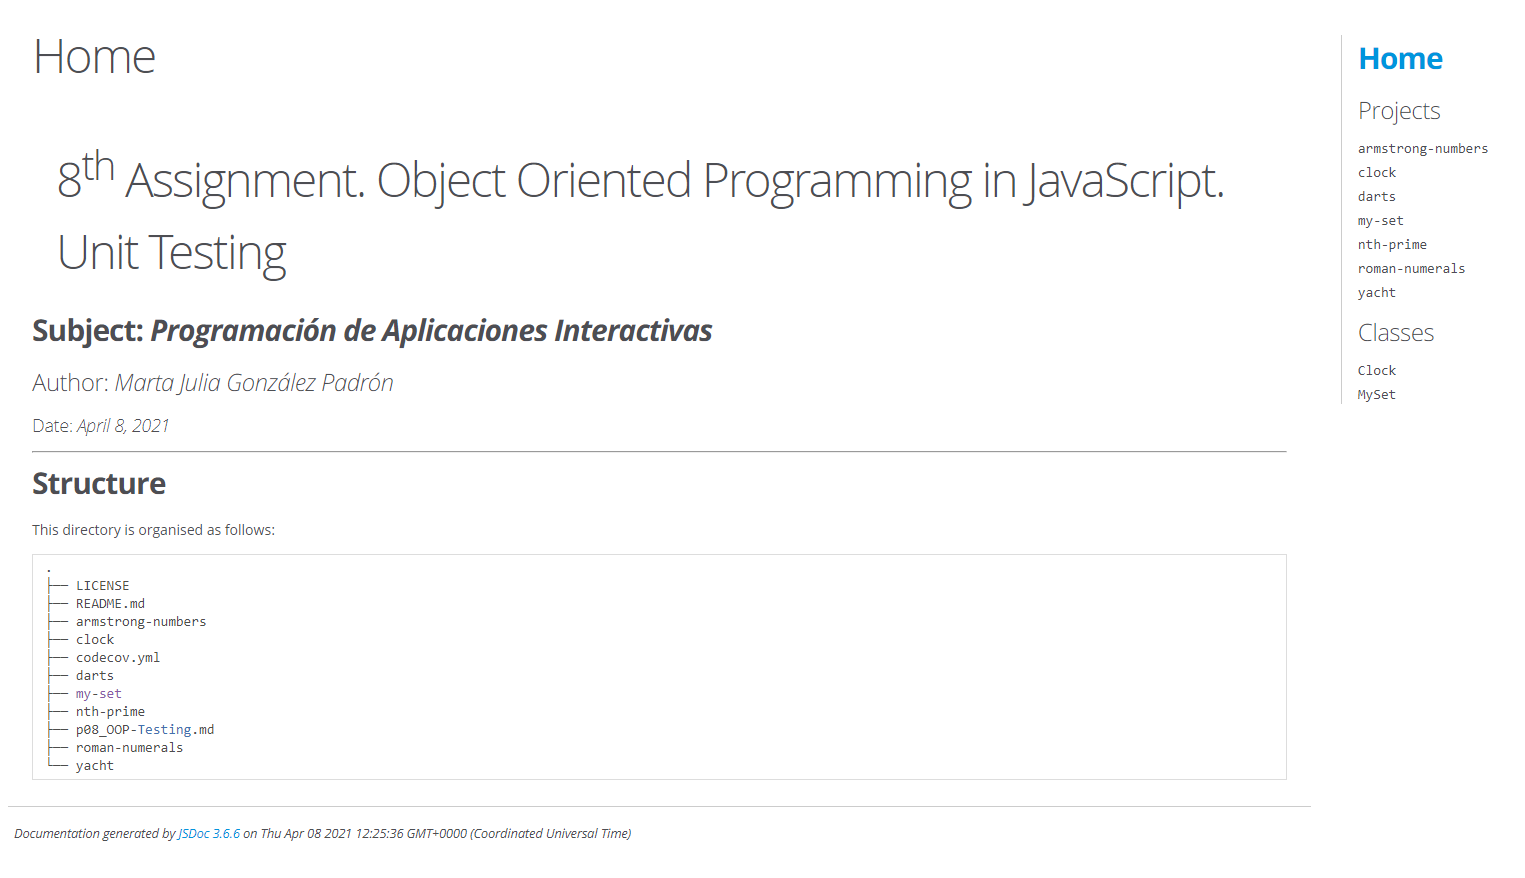 Home
8th Assignment. Object Oriented Programming in JavaScript.
Unit Testing
Subject: Programación de Aplicaciones Interactivas
Author: Marta Julia González Padrón
Date: April 8, 2021
Structure
This directory is organised as follows:
.
├── LICENSE
├── README.md
├── armstrong-numbers
├── clock
├── codecov.yml
├── darts
├── my-set
├── nth-prime
├── p08_OOP-Testing.md
├── roman-numerals
└── yacht
Documentation generated by JSDoc 3.6.6 on Thu Apr 08 2021 12:25:36 GMT+0000 (Coordinated Universal Time)
Home
Projects
armstrong-numbers
clock
darts
my-set
nth-prime
roman-numerals
yacht
Classes
Clock
MySet